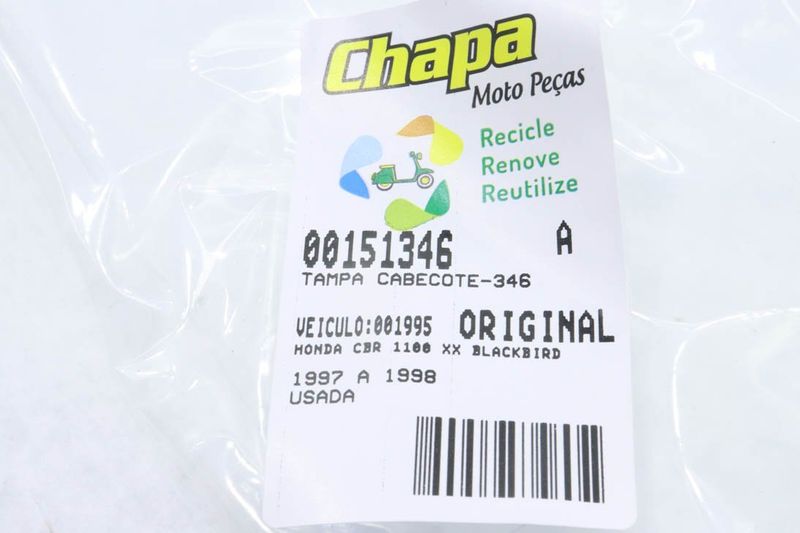 Chapa
Moto Peças
Recicle
Renove
Reutilize
00151346 A
TAMPA CABECOTE-346
VEICULO:001995 ORIGINAL
HONDA CBR 1100 XX BLACKBIRD
1997 A 1998
USADA